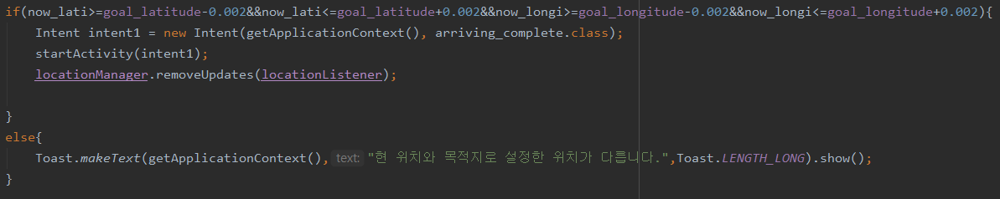 if(now_lati>=goal_latitude-0.002&&now_lati<=goal_latitude+0.002&&now_longi>=goal_longitude-0.002&&now_longi<=goal_longitude+0.002){
Intent intent1 = new Intent(getApplicationContext(), arriving_complete.class);
startActivity(intent1);
locationManager.removeUpdates(locationListener);
}
else{
Toast.makeText(getApplicationContext(), text: "현 위치와 목적지로 설정한 위치가 다릅니다.",Toast.LENGTH_LONG).show();
}